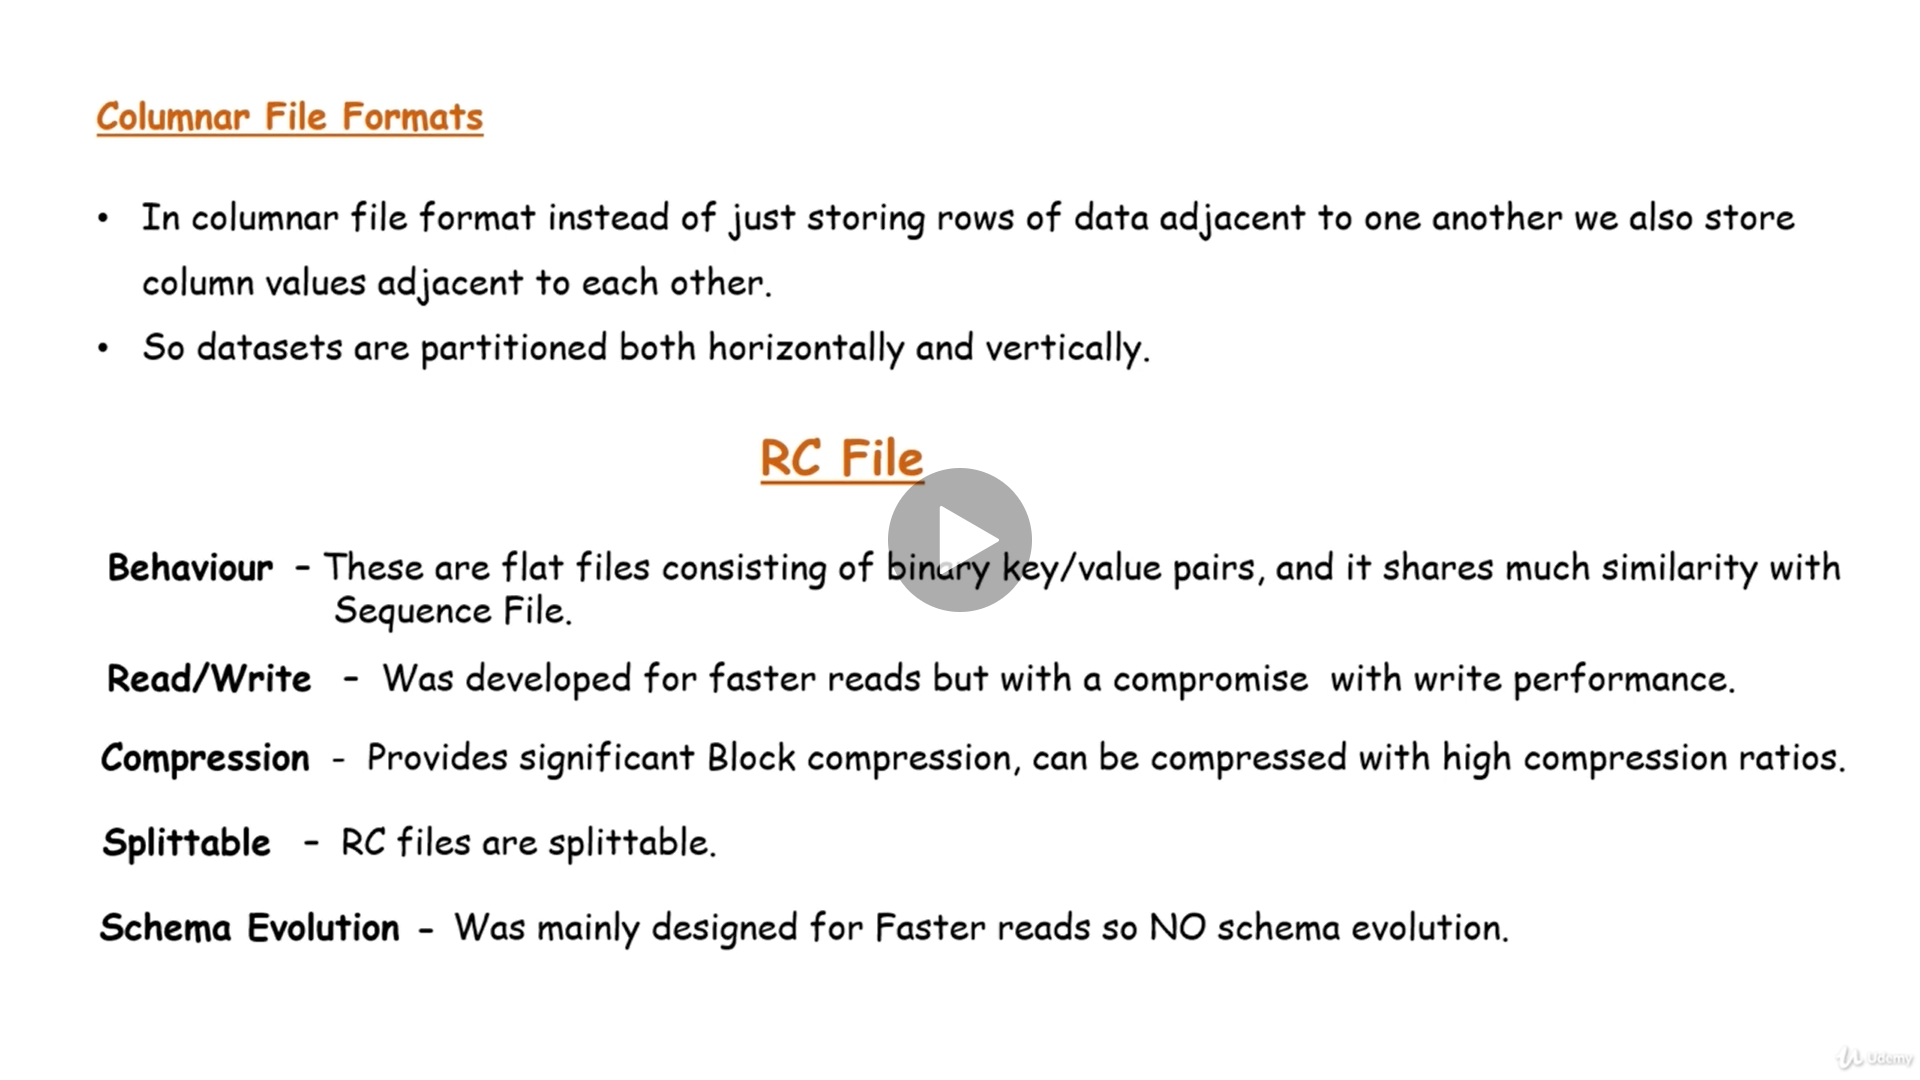 Columnar File Formats
• In columnar file format instead of just storing rows of data adjacent to one another we also store
column values adjacent to each other.
• So datasets are partitioned both horizontally and vertically.
RC File
Behaviour - These are flat files consisting of binary key/value pairs, and it shares much similarity with
Sequence File.
Read/Write - Was developed for faster reads but with a compromise with write performance.
Compression - Provides significant Block compression, can be compressed with high compression ratios.
Splittable - RC files are splittable.
Schema Evolution - Was mainly designed for Faster reads so NO schema evolution.
Udemy